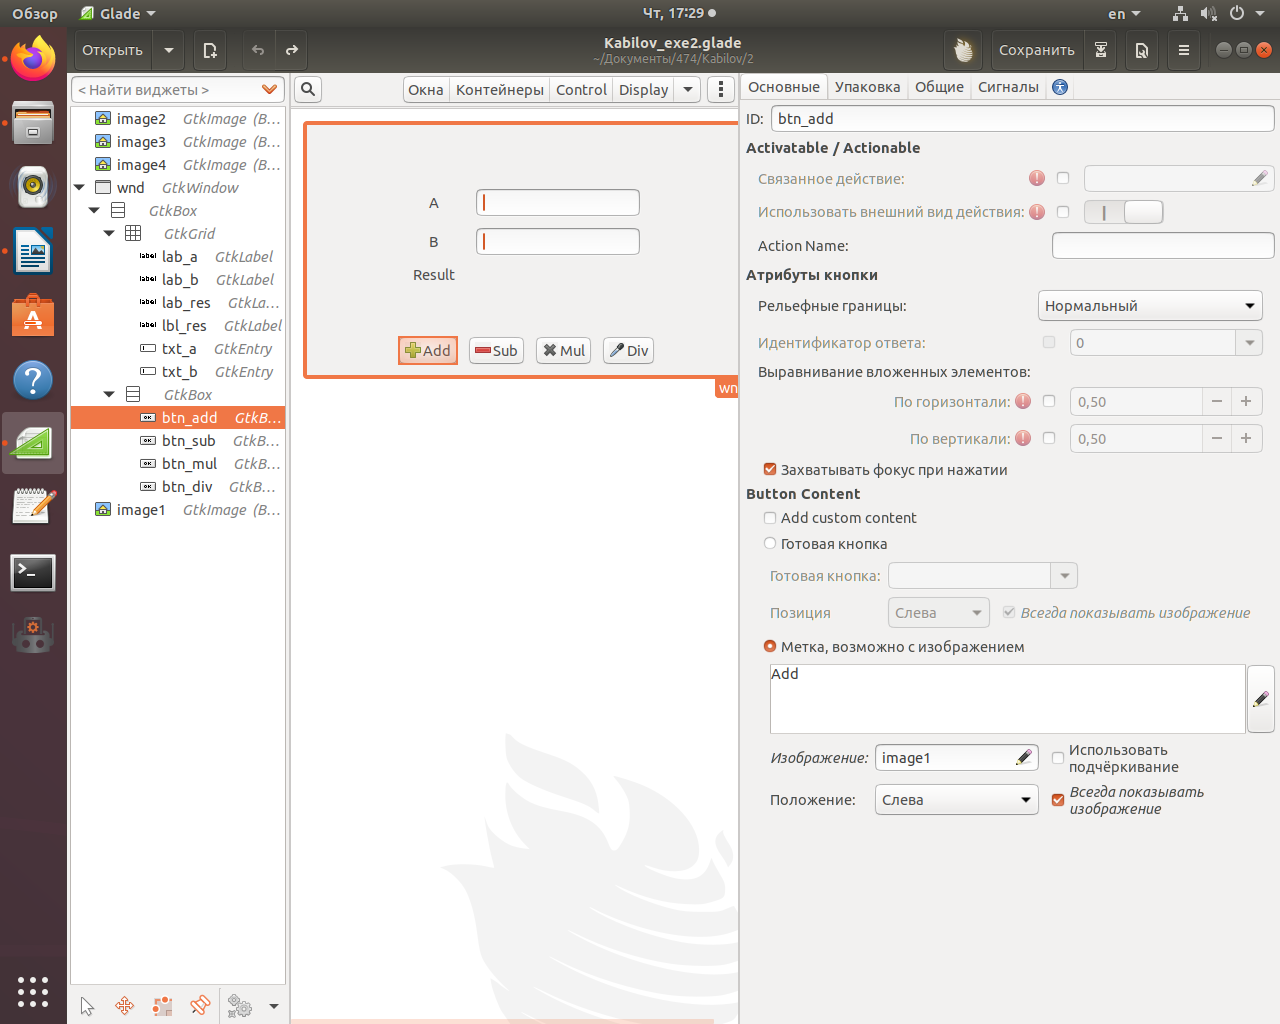 Обзор
Glade
Чт, 17:29
en
Открыть
Kabilov_exe2.glade
~/Документы/474/Kabilov/2
Сохранить
< Найти виджеты >
image2 GtkImage (B…
image3 GtkImage (B…
image4 GtkImage (B…
wnd GtkWindow
GtkBox
GtkGrid
lab_a GtkLabel
lab_b GtkLabel
lab_res GtkLa…
lbl_res GtkLabel
txt_a GtkEntry
txt_b GtkEntry
GtkBox
btn_add GtkB…
btn_sub GtkB…
btn_mul GtkB…
btn_div GtkB…
image1 GtkImage (B…
Окна
Контейнеры
Control
Display
A
B
Result
Add
Sub
Mul
Div
wn
Основные
Упаковка
Общие
Сигналы
ID: btn_add
Activatable / Actionable
Связанное действие:
Использовать внешний вид действия:
Action Name:
Атрибуты кнопки
Рельефные границы: Нормальный
Идентификатор ответа: 0
Выравнивание вложенных элементов:
По горизонтали: 0,50
По вертикали: 0,50
Захватывать фокус при нажатии
Button Content
Add custom content
Готовая кнопка
Готовая кнопка:
Позиция Слева Всегда показывать изображение
Метка, возможно с изображением
Add
Изображение: image1 Использовать
подчёркивание
Положение: Слева Всегда показывать
изображение